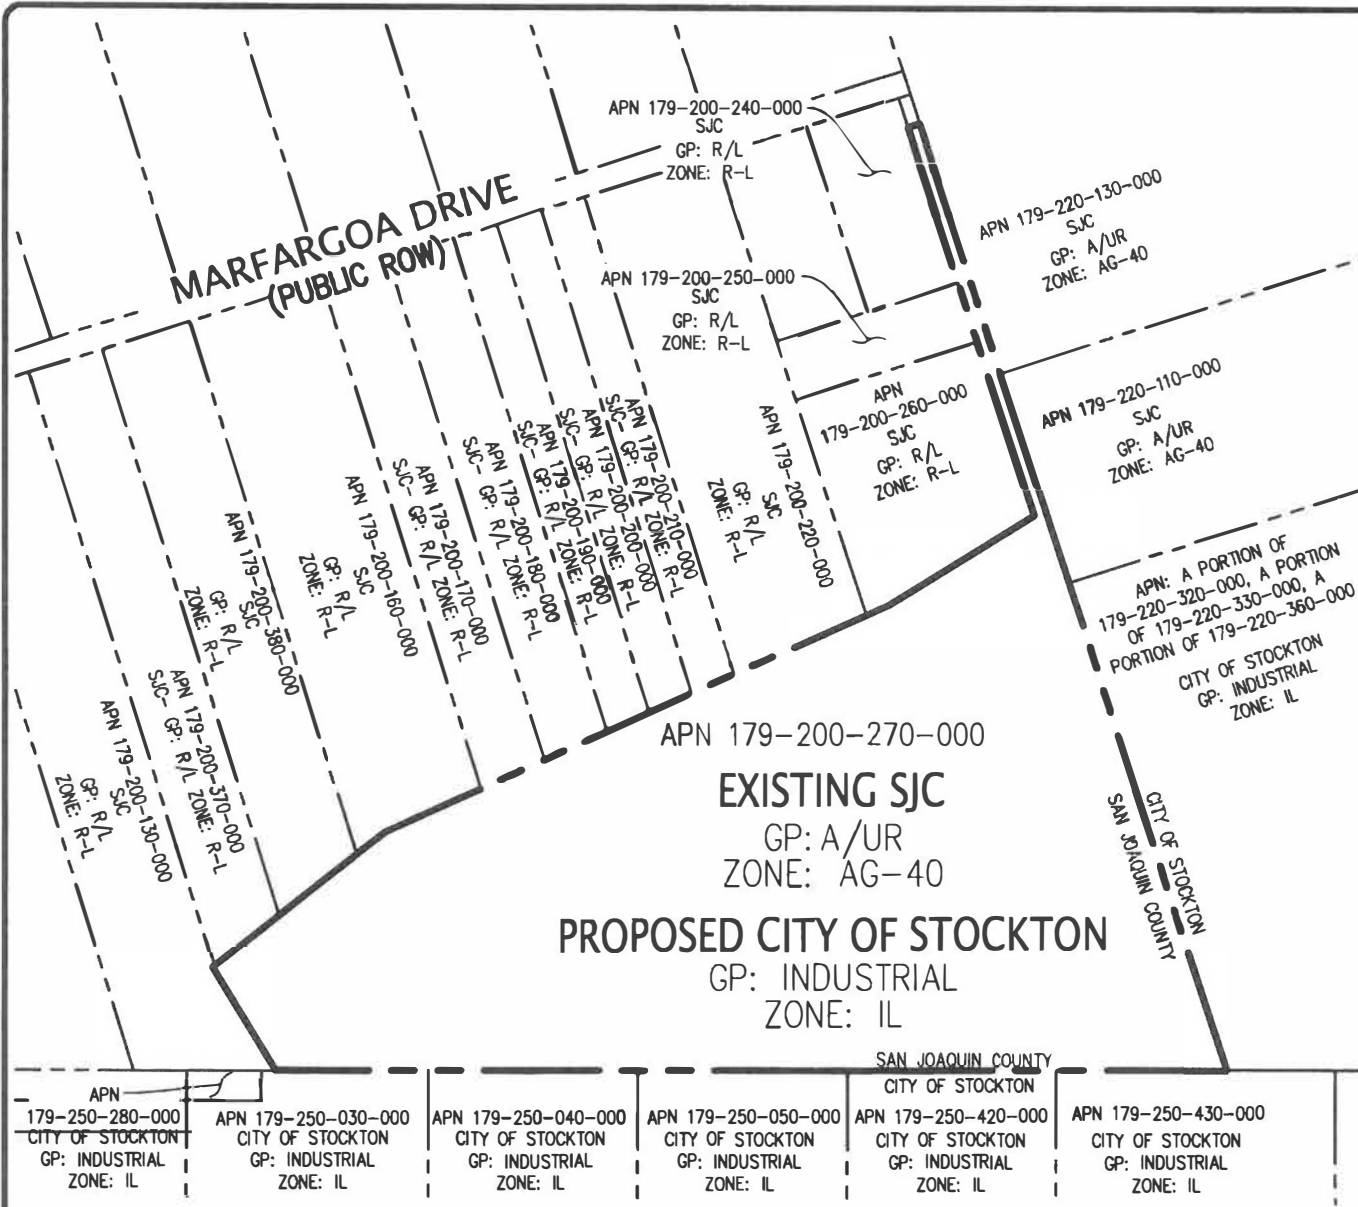 APN 179-200-240-000
SJC
GP: R/L
ZONE: R-L
MARFARGOA DRIVE
(PUBLIC ROW)
APN 179-220-130-000
SJC
GP: A/UR
ZONE: AG-40
APN 179-200-250-000
SJC
GP: R/L
ZONE: R-L
APN 179-220-110-000
SJC
GP: A/UR
ZONE: AG-40
APN
179-200-260-000
SJC
GP: R/L
ZONE: R-L
APN 179-200-220-000
SJC
GP: R/L
ZONE: R-L
APN 179-200-210-000
SJC- GP: R/L ZONE: R-L
APN 179-200-200-000
SJC- GP: R/L ZONE: R-L
APN 179-200-190-000
SJC- GP: R/L ZONE: R-L
APN 179-200-180-000
SJC- GP: R/L ZONE: R-L
APN 179-200-170-000
SJC- GP: R/L ZONE: R-L
APN 179-200-160-000
SJC
GP: R/L
ZONE: R-L
APN 179-200-380-000
SJC
GP: R/L
ZONE: R-L
APN 179-200-370-000
SJC- GP: R/L ZONE: R-L
APN 179-200-130-000
SJC
GP: R/L
ZONE: R-L
APN: A PORTION OF
179-220-320-000, A PORTION
OF 179-220-330-000, A
PORTION OF 179-220-360-000
CITY OF STOCKTON
GP: INDUSTRIAL
ZONE: IL
APN 179-200-270-000
EXISTING SJC
GP: A/UR
ZONE: AG-40
PROPOSED CITY OF STOCKTON
GP: INDUSTRIAL
ZONE: IL
CITY OF STOCKTON
SAN JOAQUIN COUNTY
SAN JOAQUIN COUNTY
CITY OF STOCKTON
APN
179-250-280-000
CITY OF STOCKTON
GP: INDUSTRIAL
ZONE: IL
APN 179-250-030-000
CITY OF STOCKTON
GP: INDUSTRIAL
ZONE: IL
APN 179-250-040-000
CITY OF STOCKTON
GP: INDUSTRIAL
ZONE: IL
APN 179-250-050-000
CITY OF STOCKTON
GP: INDUSTRIAL
ZONE: IL
APN 179-250-420-000
CITY OF STOCKTON
GP: INDUSTRIAL
ZONE: IL
APN 179-250-430-000
CITY OF STOCKTON
GP: INDUSTRIAL
ZONE: IL